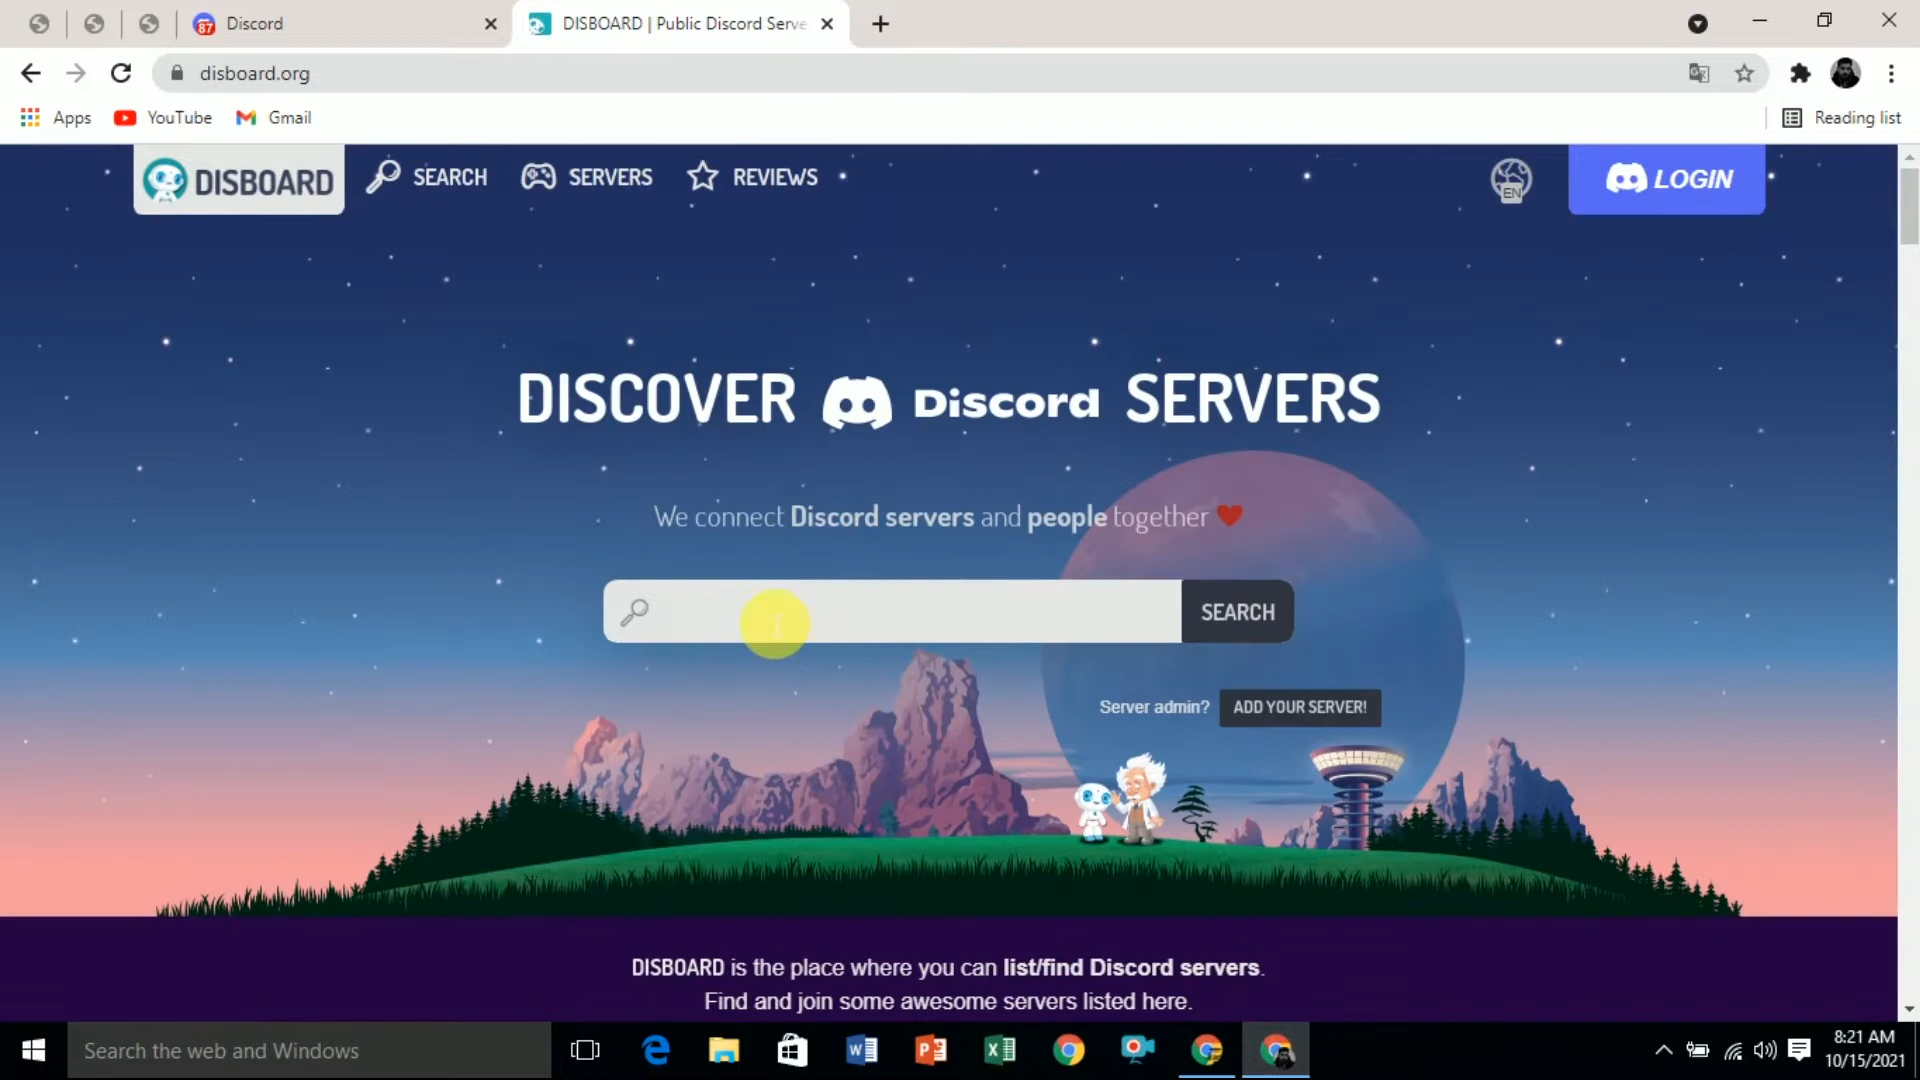 87 Discord
DISBOARD | Public Discord Serve
disboard.org
Apps YouTube Gmail Reading list
DISBOARD SEARCH SERVERS REVIEWS EN LOGIN
DISCOVER Discord SERVERS
We connect Discord servers and people together
SEARCH
Server admin? ADD YOUR SERVER!
DISBOARD is the place where you can list/find Discord servers.
Find and join some awesome servers listed here.
Search the web and Windows
8:21 AM
10/15/2021